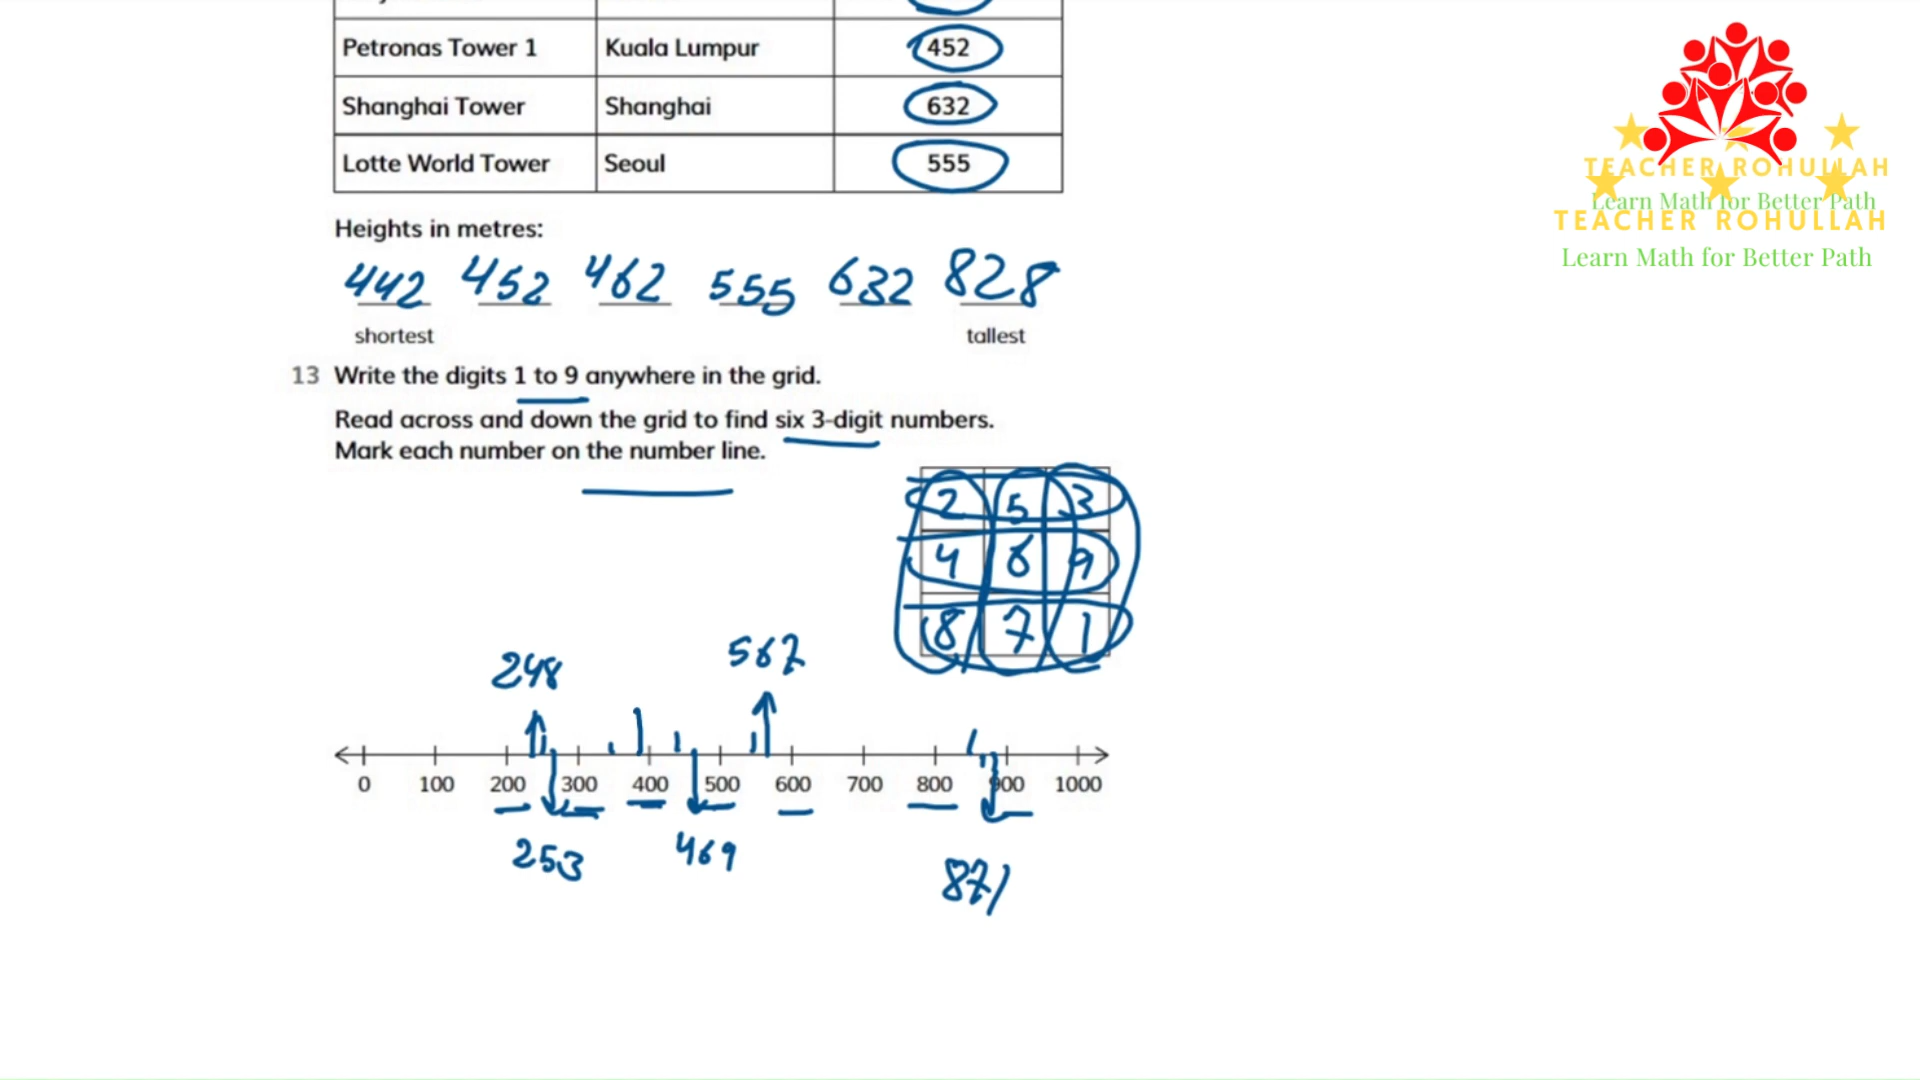 Petronas Tower 1 Kuala Lumpur 452
Shanghai Tower Shanghai 632
Lotte World Tower Seoul 555
Heights in metres:
442 452 462 555 632 828
shortest tallest
13 Write the digits 1 to 9 anywhere in the grid.
Read across and down the grid to find six 3-digit numbers.
Mark each number on the number line.
2 5 3
4 6 9
8 7 1
248 567
0 100 200 300 400 500 600 700 800 900 1000
253 469 871
TEACHER ROHULLAH
Learn Math for Better Path
TEACHER ROHULLAH
Learn Math for Better Path